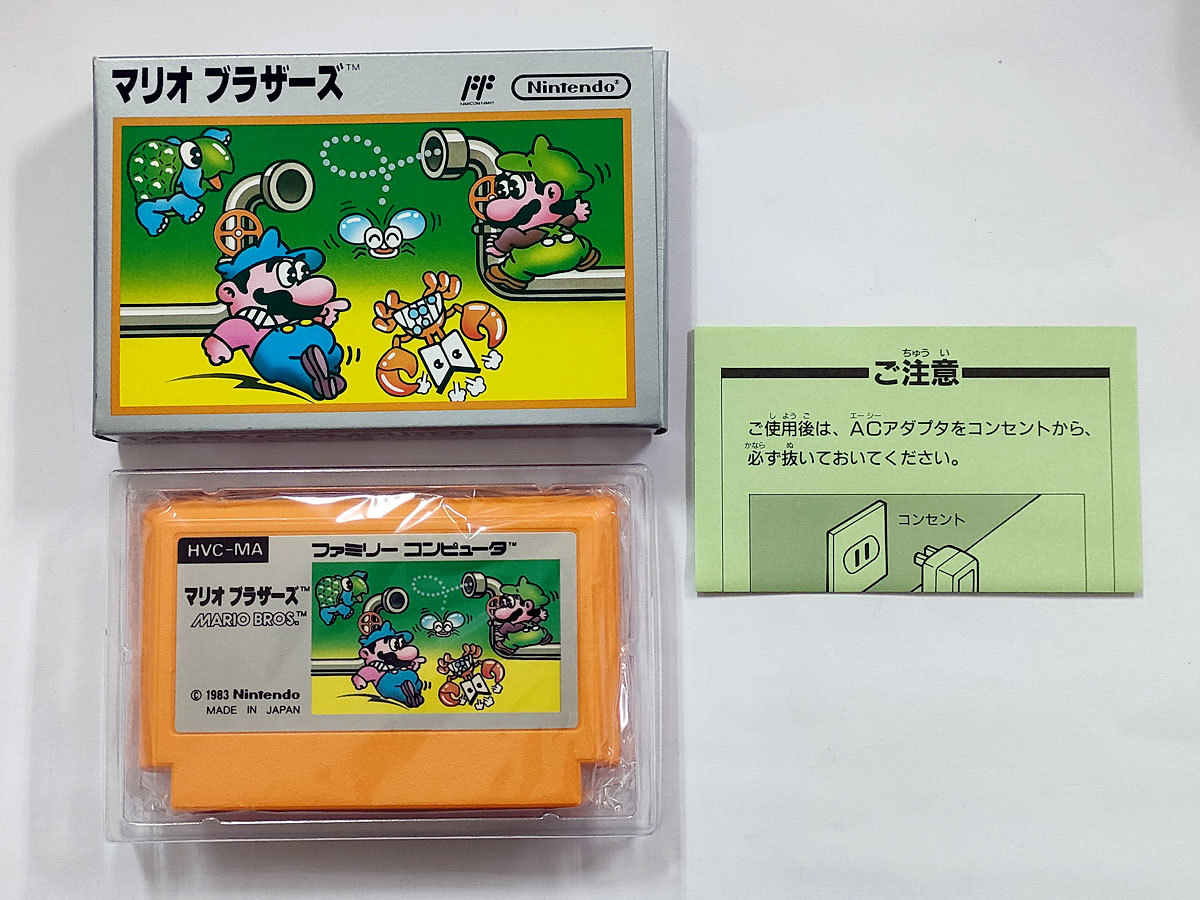 マリオ ブラザーズ™
FAMICOM FAMILY
Nintendo®
HVC-MA
ファミリー コンピュータ™
マリオ ブラザーズ™
MARIO BROS.™
© 1983 Nintendo
MADE IN JAPAN
ちゅう い
ご注意
し よう ご エーシー
ご使用後は、ACアダプタをコンセントから、
かなら ぬ
必ず抜いておいてください。
コンセント